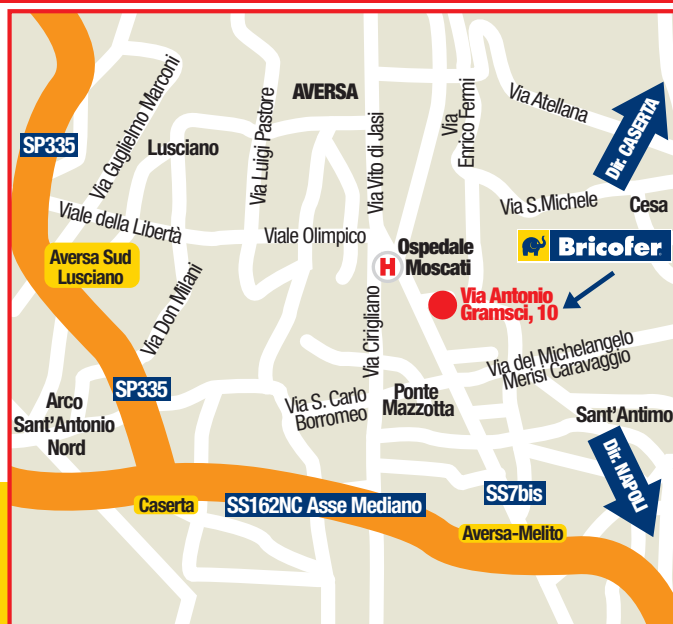 AVERSA
Via Guglielmo Marconi
Via Luigi Pastore
Via Vito di Jasi
Via
Enrico Fermi
Via Atellana
Dir. CASERTA
SP335
Lusciano
Via S.Michele
Cesa
Viale della Libertà
Viale Olimpico
Ospedale
Moscati
H
Bricofer
Aversa Sud
Lusciano
Via Don Milani
Via Cirigliano
Via Antonio
Gramsci, 10
Via del Michelangelo
Merisi Caravaggio
SP335
Arco
Sant'Antonio
Nord
Via S. Carlo
Borromeo
Ponte
Mazzotta
Sant'Antimo
Dir. NAPOLI
Caserta
SS162NC Asse Mediano
SS7bis
Aversa-Melito